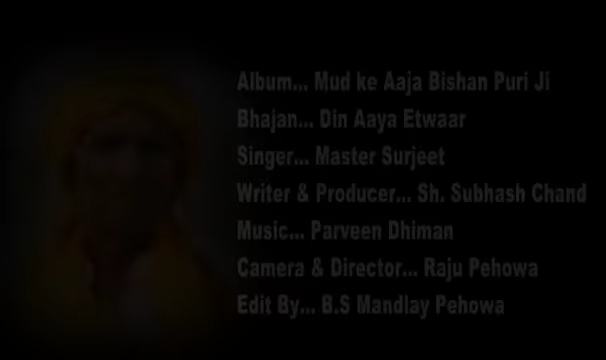 Album... Mud ke Aaja Bishan Puri Ji
Bhajan... Din Aaya Etwaar
Singer... Master Surjeet
Writer & Producer... Sh. Subhash Chand
Music... Parveen Dhiman
Camera & Director... Raju Pehowa
Edit By... B.S Mandlay Pehowa